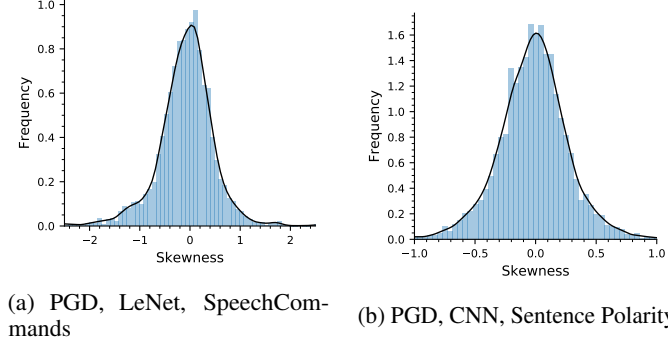 1.0
0.8
0.6
0.4
0.2
0.0
Frequency
−2 −1 0 1 2
Skewness
(a) PGD, LeNet, SpeechCom-
mands
1.6
1.4
1.2
1.0
0.8
0.6
0.4
0.2
0.0
Frequency
−1.0 −0.5 0.0 0.5 1.0
Skewness
(b) PGD, CNN, Sentence Polarity